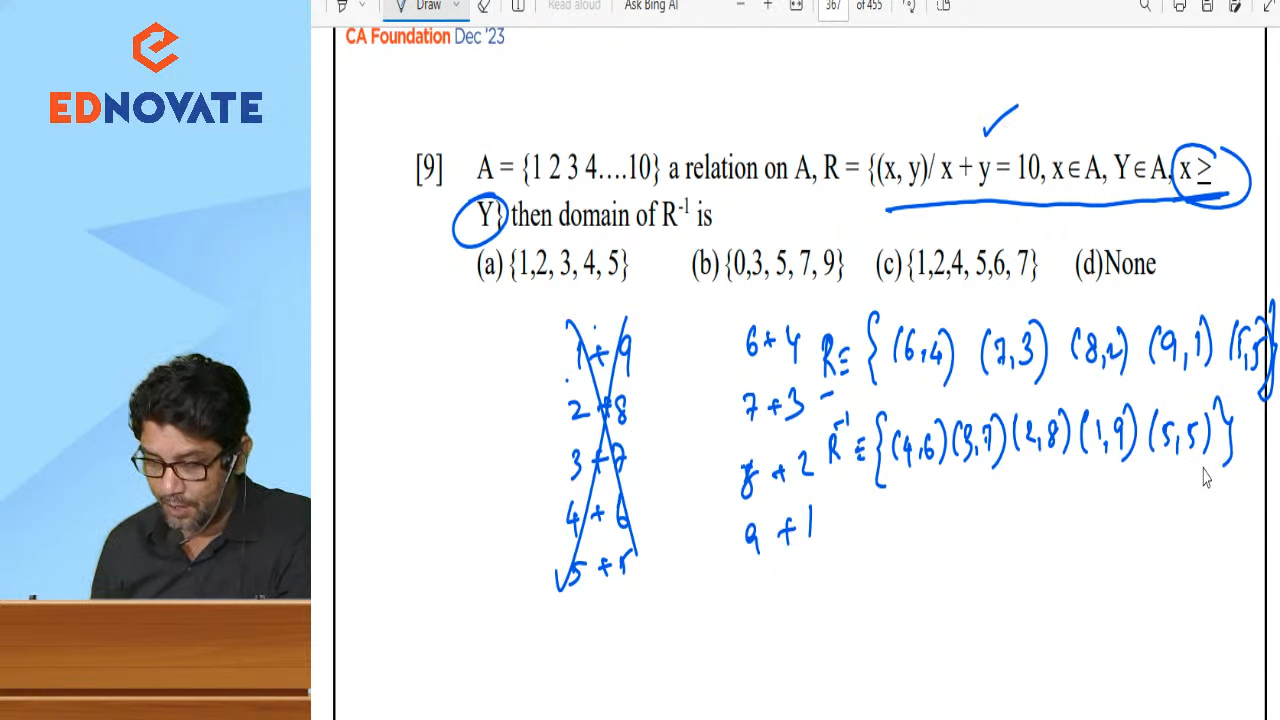 Draw
Read aloud
Ask Bing AI
367 of 455
CA Foundation Dec '23
EDNOVATE
[9] A = {1 2 3 4....10} a relation on A, R = {(x, y)/ x + y = 10, x ∈ A, Y ∈ A, x ≥
Y} then domain of R⁻¹ is
(a) {1,2, 3, 4, 5} (b) {0,3, 5, 7, 9} (c) {1,2,4, 5,6, 7} (d)None
1 + 9
2 + 8
3 + 7
4 + 6
5 + 5
6 + 4
7 + 3
8 + 2
9 + 1
R ≡ {(6,4) (7,3) (8,2) (9,1) (5,5)}
R⁻¹ ≡ {(4,6) (3,7) (2,8) (1,9) (5,5)}